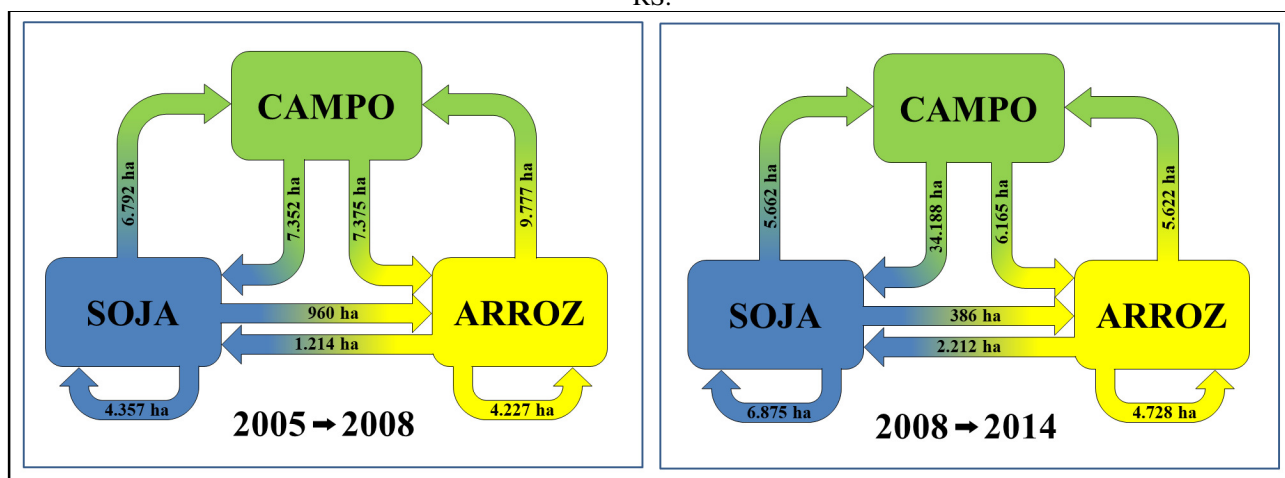 RS.
CAMPO
6.792 ha
7.352 ha
7.375 ha
9.777 ha
SOJA
960 ha
ARROZ
1.214 ha
4.357 ha
4.227 ha
2005 → 2008
CAMPO
5.662 ha
34.188 ha
6.165 ha
5.622 ha
SOJA
386 ha
ARROZ
2.212 ha
6.875 ha
4.728 ha
2008 → 2014